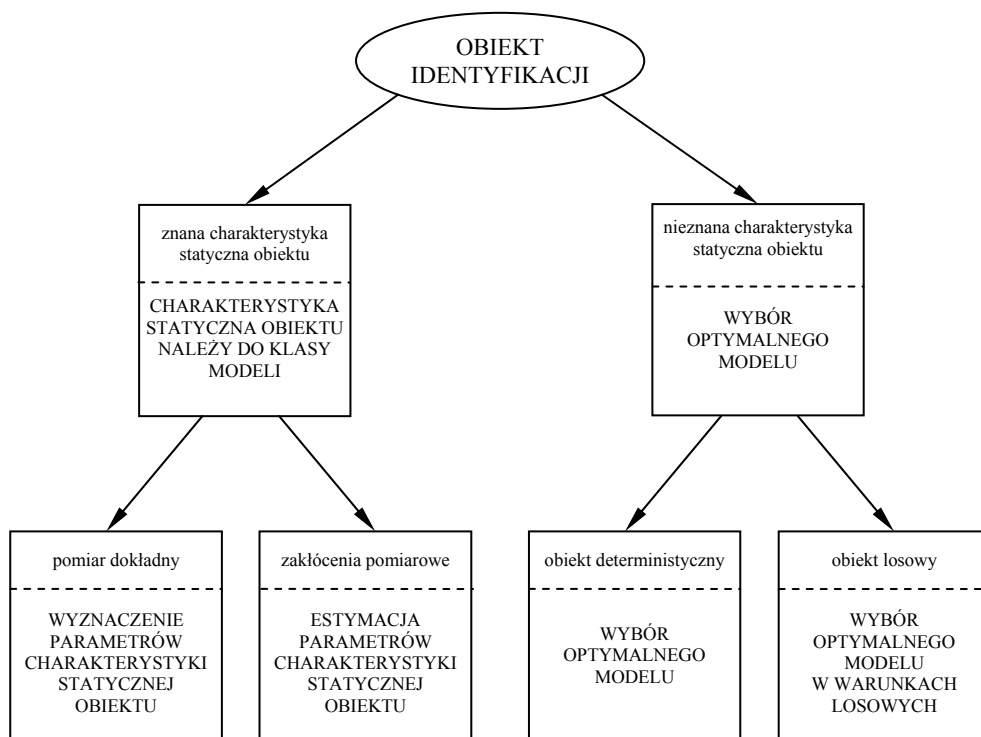 OBIEKT
IDENTYFIKACJI
znana charakterystyka
statyczna obiektu
CHARAKTERYSTYKA
STATYCZNA OBIEKTU
NALEŻY DO KLASY
MODELI
nieznana charakterystyka
statyczna obiektu
WYBÓR
OPTYMALNEGO
MODELU
pomiar dokładny
WYZNACZENIE
PARAMETRÓW
CHARAKTERYSTYKI
STATYCZNEJ
OBIEKTU
zakłócenia pomiarowe
ESTYMACJA
PARAMETRÓW
CHARAKTERYSTYKI
STATYCZNEJ
OBIEKTU
obiekt deterministyczny
WYBÓR
OPTYMALNEGO
MODELU
obiekt losowy
WYBÓR
OPTYMALNEGO
MODELU
W WARUNKACH
LOSOWYCH